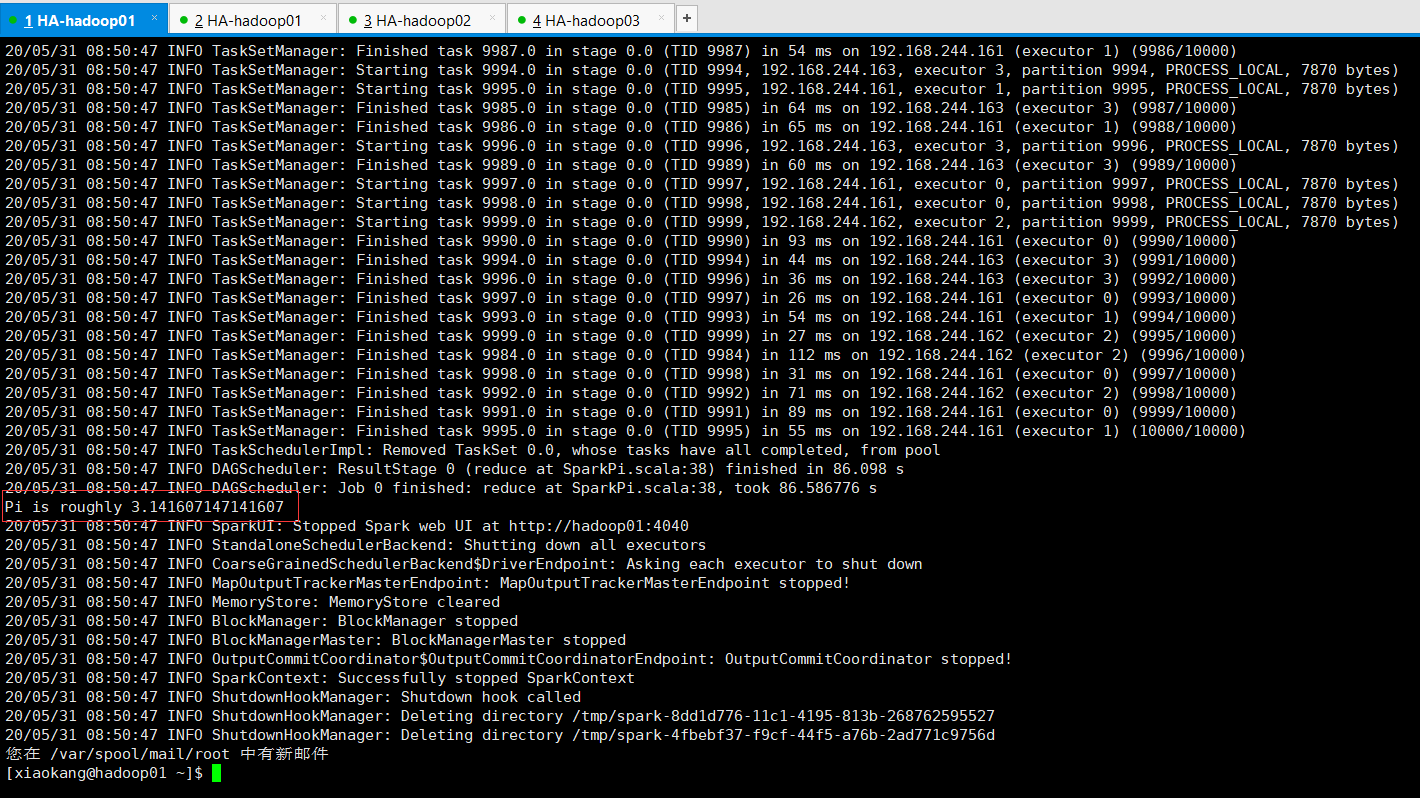 1 HA-hadoop01 × 2 HA-hadoop01 × 3 HA-hadoop02 × 4 HA-hadoop03 × +
20/05/31 08:50:47 INFO TaskSetManager: Finished task 9987.0 in stage 0.0 (TID 9987) in 54 ms on 192.168.244.161 (executor 1) (9986/10000)
20/05/31 08:50:47 INFO TaskSetManager: Starting task 9994.0 in stage 0.0 (TID 9994, 192.168.244.163, executor 3, partition 9994, PROCESS_LOCAL, 7870 bytes)
20/05/31 08:50:47 INFO TaskSetManager: Starting task 9995.0 in stage 0.0 (TID 9995, 192.168.244.161, executor 1, partition 9995, PROCESS_LOCAL, 7870 bytes)
20/05/31 08:50:47 INFO TaskSetManager: Finished task 9985.0 in stage 0.0 (TID 9985) in 64 ms on 192.168.244.163 (executor 3) (9987/10000)
20/05/31 08:50:47 INFO TaskSetManager: Finished task 9986.0 in stage 0.0 (TID 9986) in 65 ms on 192.168.244.161 (executor 1) (9988/10000)
20/05/31 08:50:47 INFO TaskSetManager: Starting task 9996.0 in stage 0.0 (TID 9996, 192.168.244.163, executor 3, partition 9996, PROCESS_LOCAL, 7870 bytes)
20/05/31 08:50:47 INFO TaskSetManager: Finished task 9989.0 in stage 0.0 (TID 9989) in 60 ms on 192.168.244.163 (executor 3) (9989/10000)
20/05/31 08:50:47 INFO TaskSetManager: Starting task 9997.0 in stage 0.0 (TID 9997, 192.168.244.161, executor 0, partition 9997, PROCESS_LOCAL, 7870 bytes)
20/05/31 08:50:47 INFO TaskSetManager: Starting task 9998.0 in stage 0.0 (TID 9998, 192.168.244.161, executor 0, partition 9998, PROCESS_LOCAL, 7870 bytes)
20/05/31 08:50:47 INFO TaskSetManager: Starting task 9999.0 in stage 0.0 (TID 9999, 192.168.244.162, executor 2, partition 9999, PROCESS_LOCAL, 7870 bytes)
20/05/31 08:50:47 INFO TaskSetManager: Finished task 9990.0 in stage 0.0 (TID 9990) in 93 ms on 192.168.244.161 (executor 0) (9990/10000)
20/05/31 08:50:47 INFO TaskSetManager: Finished task 9994.0 in stage 0.0 (TID 9994) in 44 ms on 192.168.244.163 (executor 3) (9991/10000)
20/05/31 08:50:47 INFO TaskSetManager: Finished task 9996.0 in stage 0.0 (TID 9996) in 36 ms on 192.168.244.163 (executor 3) (9992/10000)
20/05/31 08:50:47 INFO TaskSetManager: Finished task 9997.0 in stage 0.0 (TID 9997) in 26 ms on 192.168.244.161 (executor 0) (9993/10000)
20/05/31 08:50:47 INFO TaskSetManager: Finished task 9993.0 in stage 0.0 (TID 9993) in 54 ms on 192.168.244.161 (executor 1) (9994/10000)
20/05/31 08:50:47 INFO TaskSetManager: Finished task 9999.0 in stage 0.0 (TID 9999) in 27 ms on 192.168.244.162 (executor 2) (9995/10000)
20/05/31 08:50:47 INFO TaskSetManager: Finished task 9984.0 in stage 0.0 (TID 9984) in 112 ms on 192.168.244.162 (executor 2) (9996/10000)
20/05/31 08:50:47 INFO TaskSetManager: Finished task 9998.0 in stage 0.0 (TID 9998) in 31 ms on 192.168.244.161 (executor 0) (9997/10000)
20/05/31 08:50:47 INFO TaskSetManager: Finished task 9992.0 in stage 0.0 (TID 9992) in 71 ms on 192.168.244.162 (executor 2) (9998/10000)
20/05/31 08:50:47 INFO TaskSetManager: Finished task 9991.0 in stage 0.0 (TID 9991) in 89 ms on 192.168.244.161 (executor 0) (9999/10000)
20/05/31 08:50:47 INFO TaskSetManager: Finished task 9995.0 in stage 0.0 (TID 9995) in 55 ms on 192.168.244.161 (executor 1) (10000/10000)
20/05/31 08:50:47 INFO TaskSchedulerImpl: Removed TaskSet 0.0, whose tasks have all completed, from pool
20/05/31 08:50:47 INFO DAGScheduler: ResultStage 0 (reduce at SparkPi.scala:38) finished in 86.098 s
20/05/31 08:50:47 INFO DAGScheduler: Job 0 finished: reduce at SparkPi.scala:38, took 86.586776 s
Pi is roughly 3.141607147141607
20/05/31 08:50:47 INFO SparkUI: Stopped Spark web UI at http://hadoop01:4040
20/05/31 08:50:47 INFO StandaloneSchedulerBackend: Shutting down all executors
20/05/31 08:50:47 INFO CoarseGrainedSchedulerBackend$DriverEndpoint: Asking each executor to shut down
20/05/31 08:50:47 INFO MapOutputTrackerMasterEndpoint: MapOutputTrackerMasterEndpoint stopped!
20/05/31 08:50:47 INFO MemoryStore: MemoryStore cleared
20/05/31 08:50:47 INFO BlockManager: BlockManager stopped
20/05/31 08:50:47 INFO BlockManagerMaster: BlockManagerMaster stopped
20/05/31 08:50:47 INFO OutputCommitCoordinator$OutputCommitCoordinatorEndpoint: OutputCommitCoordinator stopped!
20/05/31 08:50:47 INFO SparkContext: Successfully stopped SparkContext
20/05/31 08:50:47 INFO ShutdownHookManager: Shutdown hook called
20/05/31 08:50:47 INFO ShutdownHookManager: Deleting directory /tmp/spark-8dd1d776-11c1-4195-813b-268762595527
20/05/31 08:50:47 INFO ShutdownHookManager: Deleting directory /tmp/spark-4fbebf37-f9cf-44f5-a76b-2ad771c9756d
您在 /var/spool/mail/root 中有新邮件
[xiaokang@hadoop01 ~]$